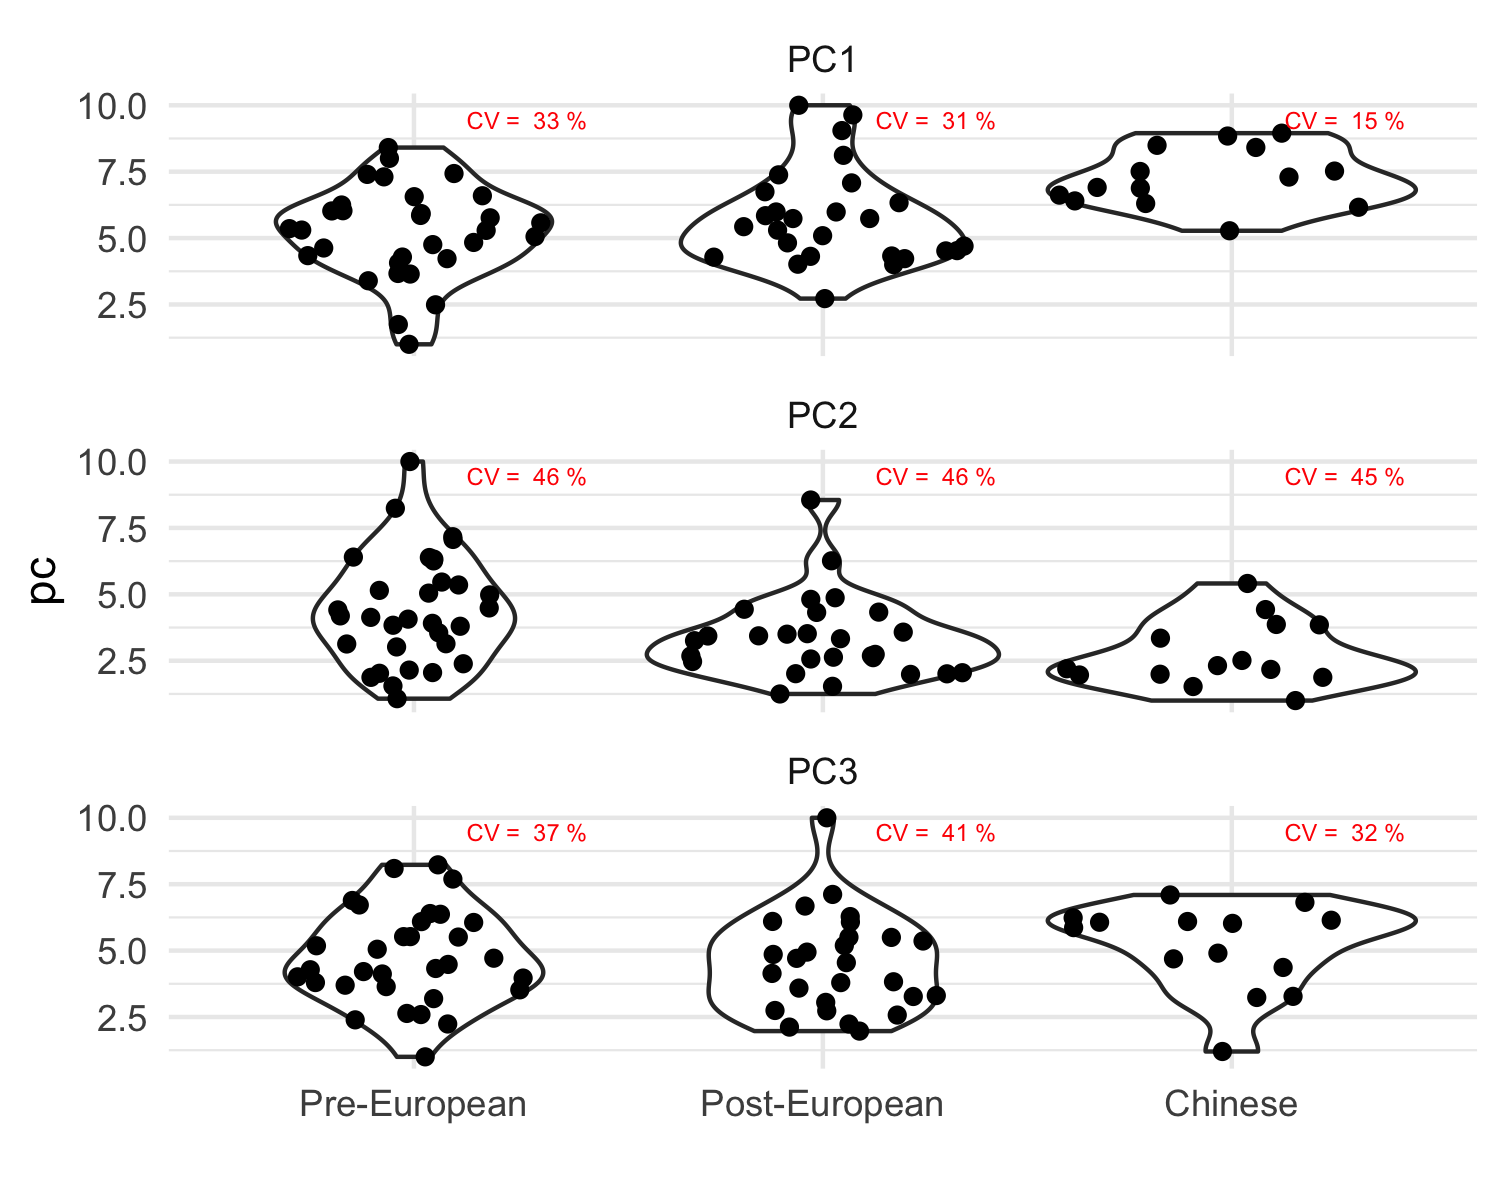 PC1
10.0
7.5
5.0
2.5
CV = 33 %
CV = 31 %
CV = 15 %
PC2
10.0
7.5
5.0
2.5
CV = 46 %
CV = 46 %
CV = 45 %
pc
PC3
10.0
7.5
5.0
2.5
CV = 37 %
CV = 41 %
CV = 32 %
Pre-European
Post-European
Chinese